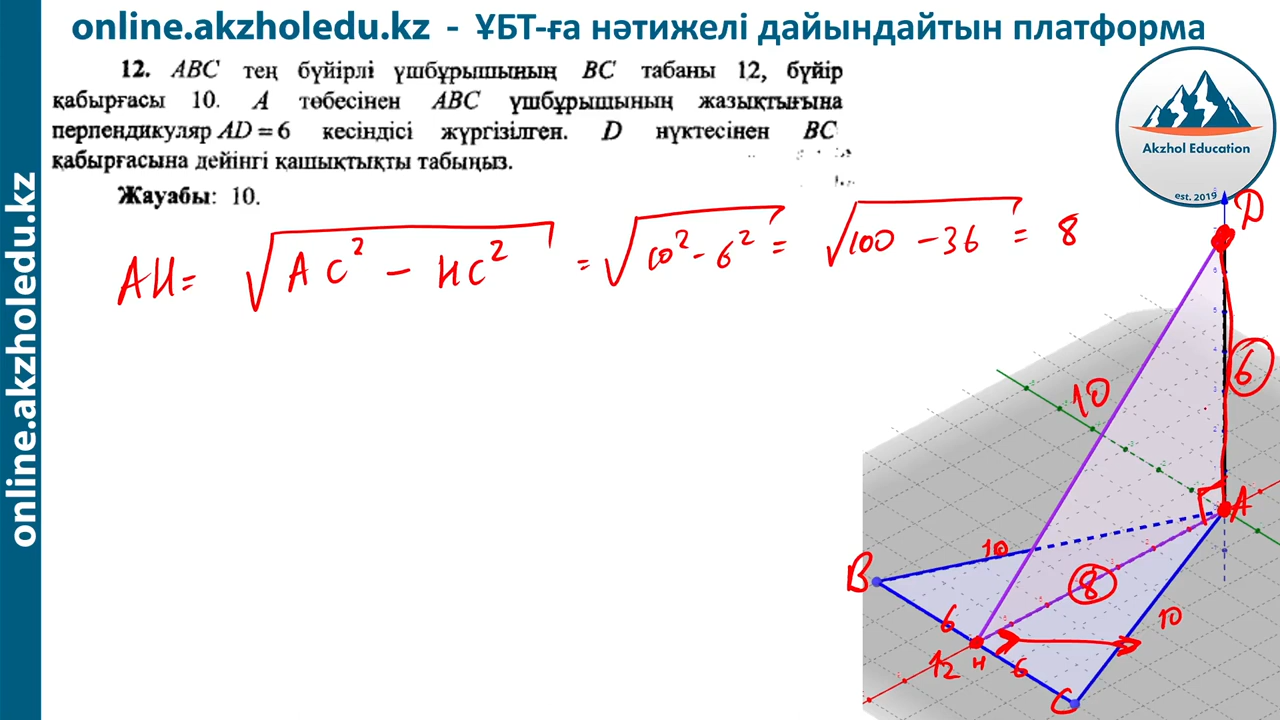 online.akzholedu.kz - ҰБТ-ға нәтижелі дайындайтын платформа
12. ABC тең бүйірлі үшбұрышының BC табаны 12, бүйір
қабырғасы 10. A төбесінен ABC үшбұрышының жазықтығына
перпендикуляр AD = 6 кесіндісі жүргізілген. D нүктесінен BC
қабырғасына дейінгі қашықтықты табыңыз.
Жауабы: 10.
Akzhol Education
est. 2019
online.akzholedu.kz
AH = √AC² − HC² = √10² − 6² = √100 − 36 = 8
D
6
10
A
B
10
8
6
10
12
H
6
C